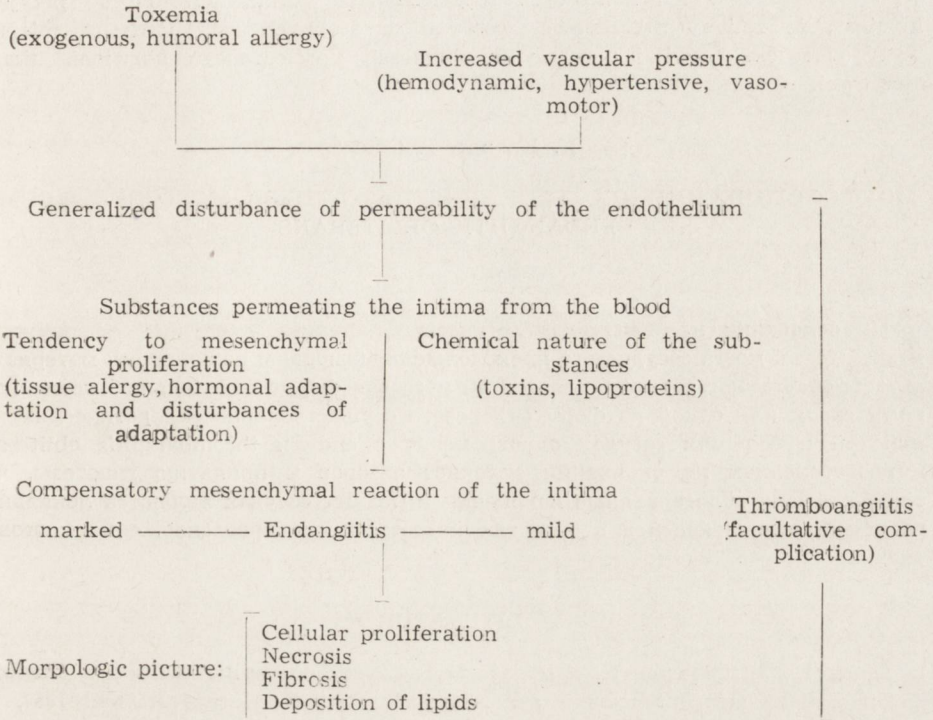 Toxemia
(exogenous, humoral allergy)
Increased vascular pressure
(hemodynamic, hypertensive, vaso-
motor)
Generalized disturbance of permeability of the endothelium
Substances permeating the intima from the blood
Tendency to mesenchymal
proliferation
(tissue alergy, hormonal adap-
tation and disturbances of
adaptation)
Chemical nature of the sub-
stances
(toxins, lipoproteins)
Compensatory mesenchymal reaction of the intima
marked ——— Endangiitis ——— mild
Thromboangiitis
(facultative com-
plication)
Morpologic picture:
Cellular proliferation
Necrosis
Fibrosis
Deposition of lipids